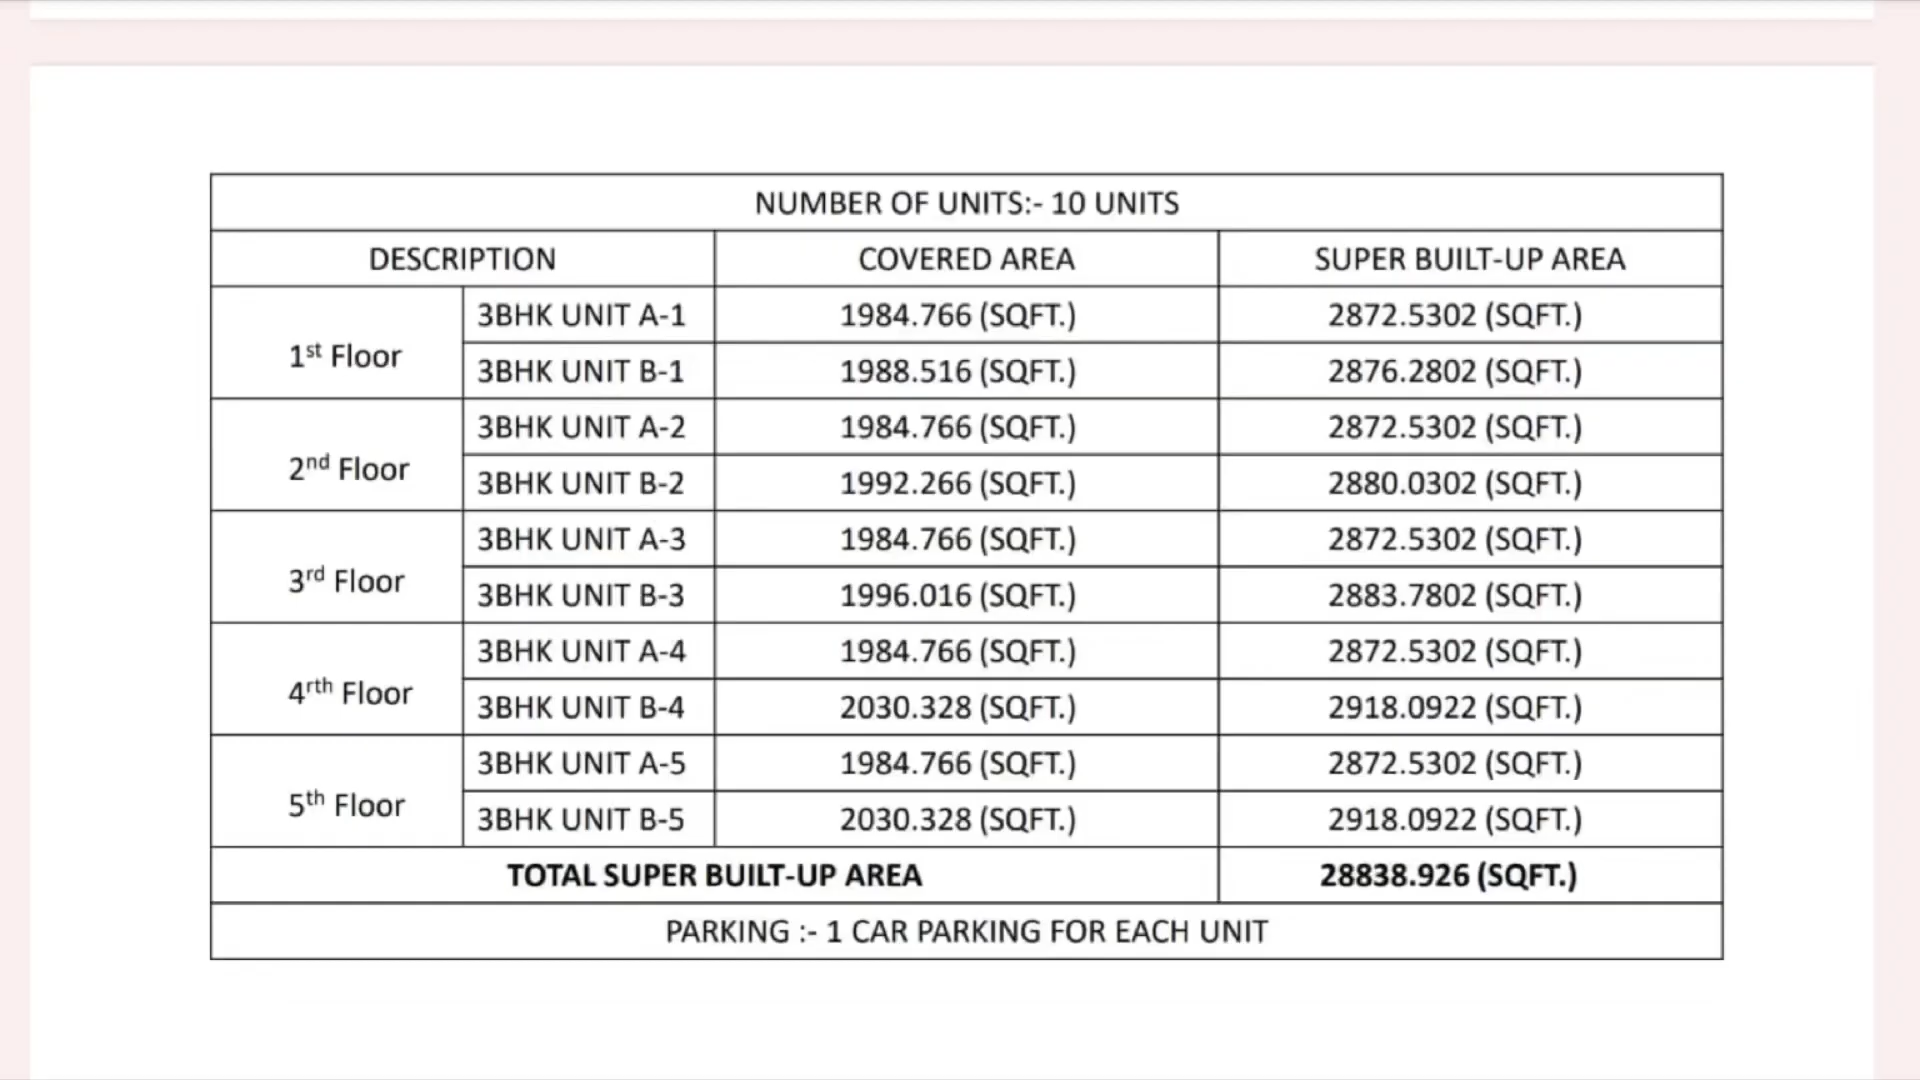 NUMBER OF UNITS:- 10 UNITS
DESCRIPTION COVERED AREA SUPER BUILT-UP AREA
1st Floor
3BHK UNIT A-1 1984.766 (SQFT.) 2872.5302 (SQFT.)
3BHK UNIT B-1 1988.516 (SQFT.) 2876.2802 (SQFT.)
2nd Floor
3BHK UNIT A-2 1984.766 (SQFT.) 2872.5302 (SQFT.)
3BHK UNIT B-2 1992.266 (SQFT.) 2880.0302 (SQFT.)
3rd Floor
3BHK UNIT A-3 1984.766 (SQFT.) 2872.5302 (SQFT.)
3BHK UNIT B-3 1996.016 (SQFT.) 2883.7802 (SQFT.)
4rth Floor
3BHK UNIT A-4 1984.766 (SQFT.) 2872.5302 (SQFT.)
3BHK UNIT B-4 2030.328 (SQFT.) 2918.0922 (SQFT.)
5th Floor
3BHK UNIT A-5 1984.766 (SQFT.) 2872.5302 (SQFT.)
3BHK UNIT B-5 2030.328 (SQFT.) 2918.0922 (SQFT.)
TOTAL SUPER BUILT-UP AREA 28838.926 (SQFT.)
PARKING :- 1 CAR PARKING FOR EACH UNIT